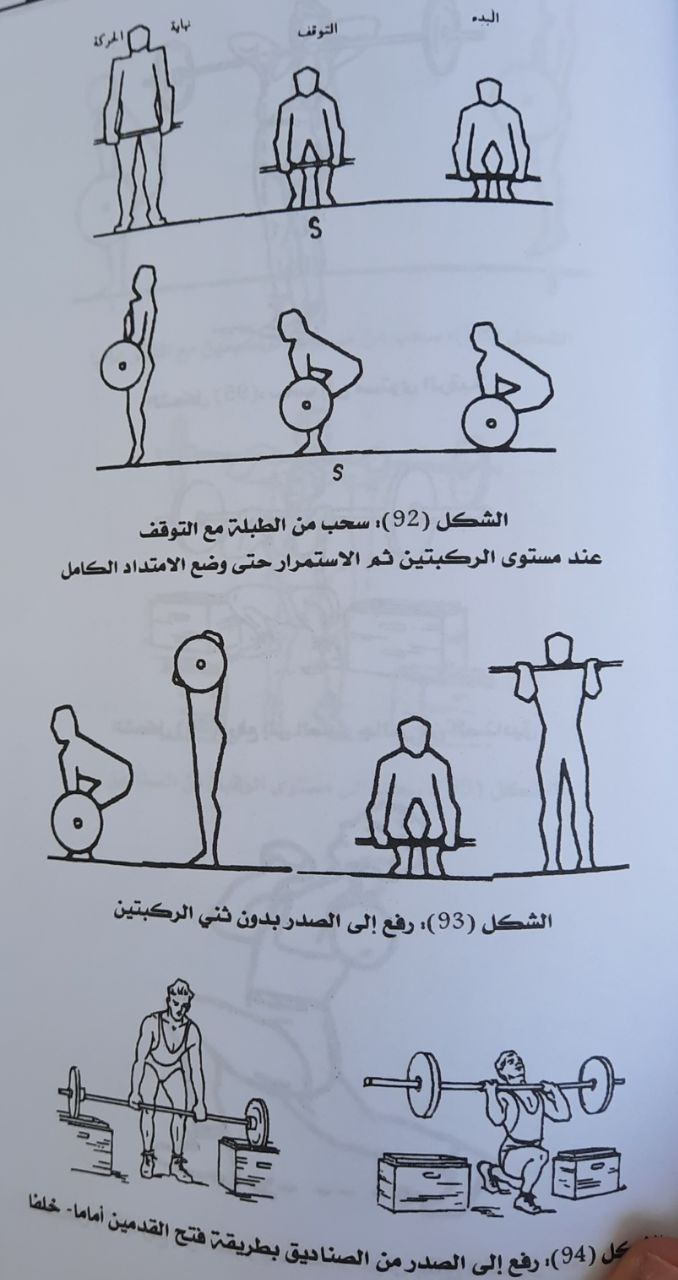 البدء
التوقف
نهاية الحركة
S
S
الشكل (92): سحب من الطبلة مع التوقف
عند مستوى الركبتين ثم الاستمرار حتى وضع الامتداد الكامل
الشكل (93): رفع إلى الصدر بدون ثني الركبتين
(94): رفع إلى الصدر من الصناديق بطريقة فتح القدمين أماما- خلفا